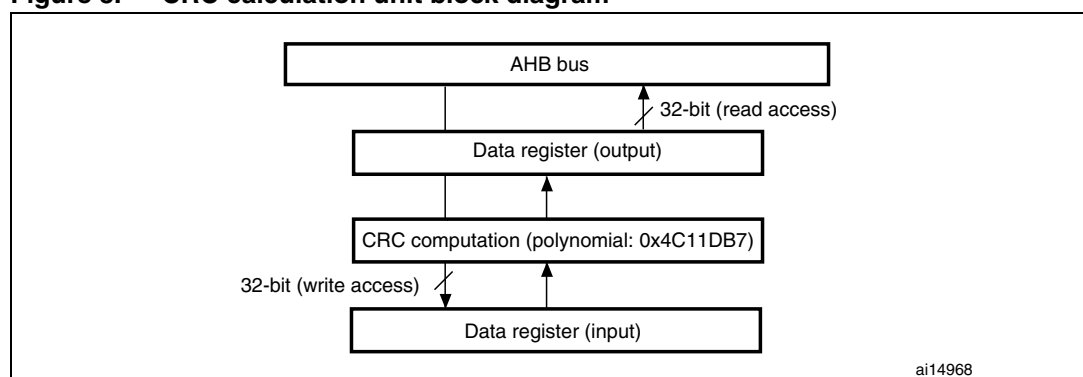 AHB bus
32-bit (read access)
Data register (output)
CRC computation (polynomial: 0x4C11DB7)
32-bit (write access)
Data register (input)
ai14968